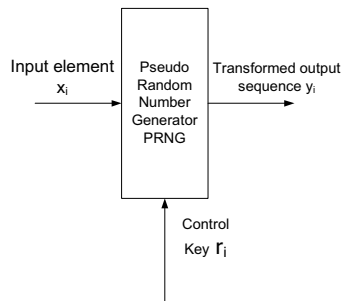 Input element
xi
Pseudo
Random
Number
Generator
PRNG
Transformed output
sequence yi
Control
Key ri